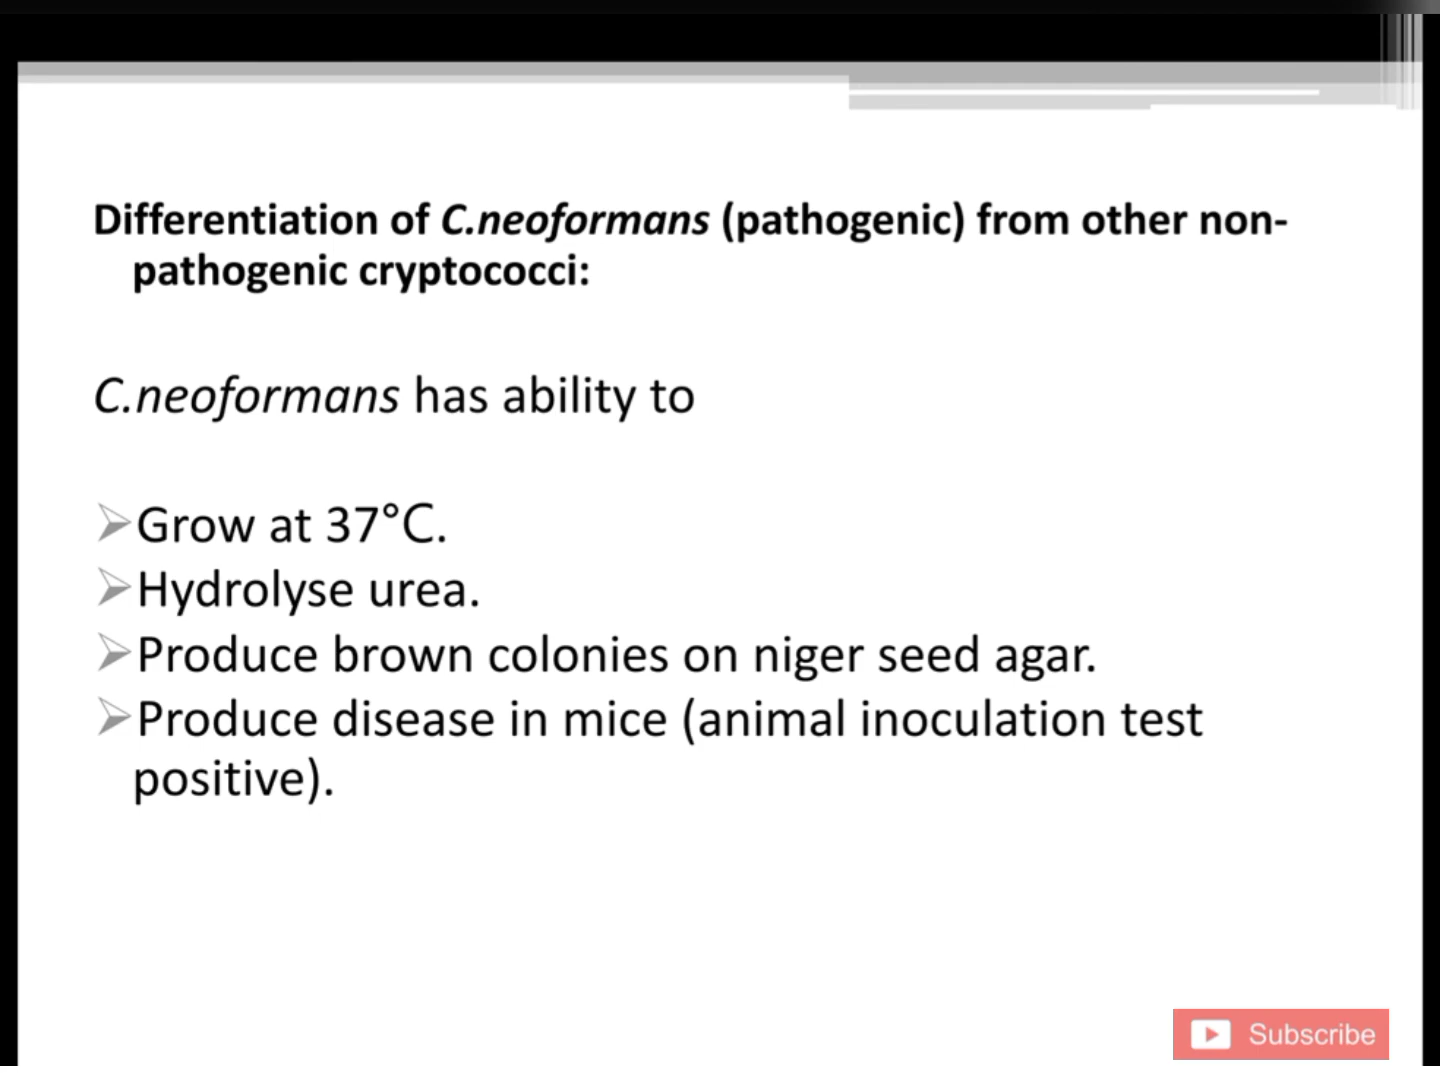 Differentiation of C.neoformans (pathogenic) from other non-
pathogenic cryptococci:
C.neoformans has ability to
➢Grow at 37°C.
➢Hydrolyse urea.
➢Produce brown colonies on niger seed agar.
➢Produce disease in mice (animal inoculation test
positive).
Subscribe